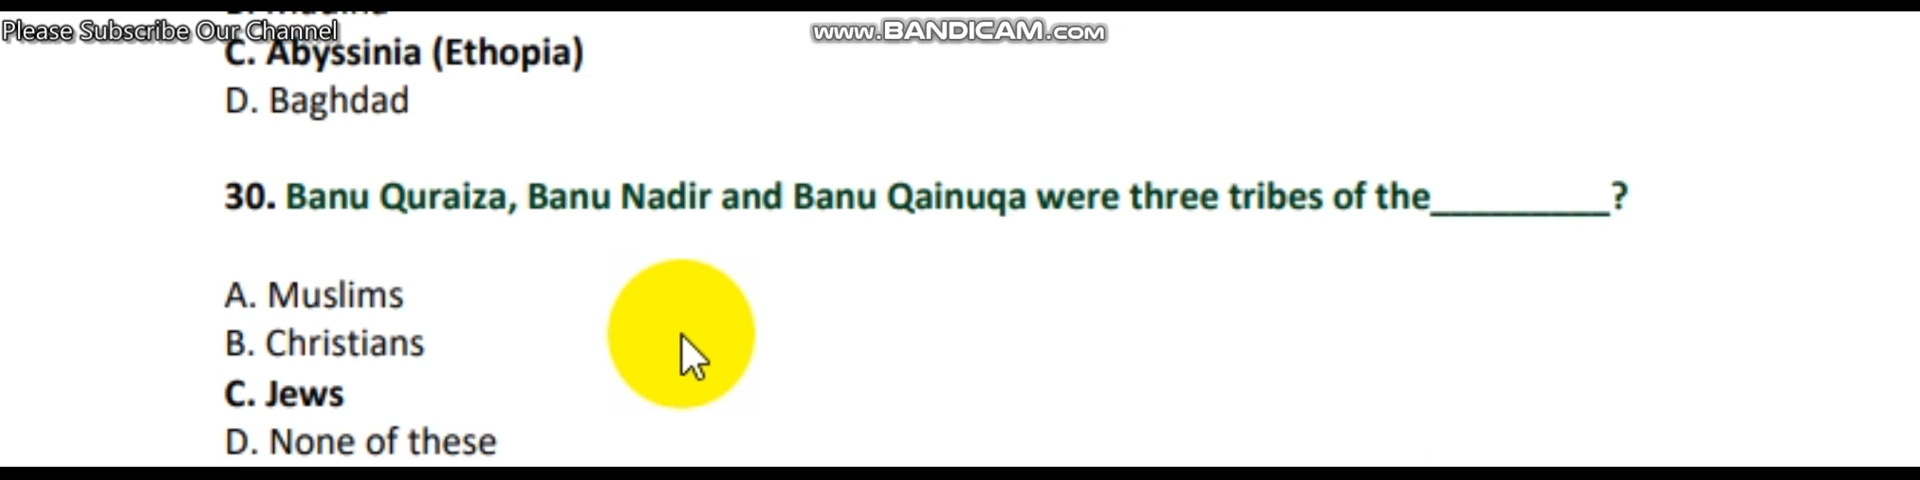 Please Subscribe Our Channel
www.BANDICAM.com
C. Abyssinia (Ethopia)
D. Baghdad
30. Banu Quraiza, Banu Nadir and Banu Qainuqa were three tribes of the_________?
A. Muslims
B. Christians
C. Jews
D. None of these